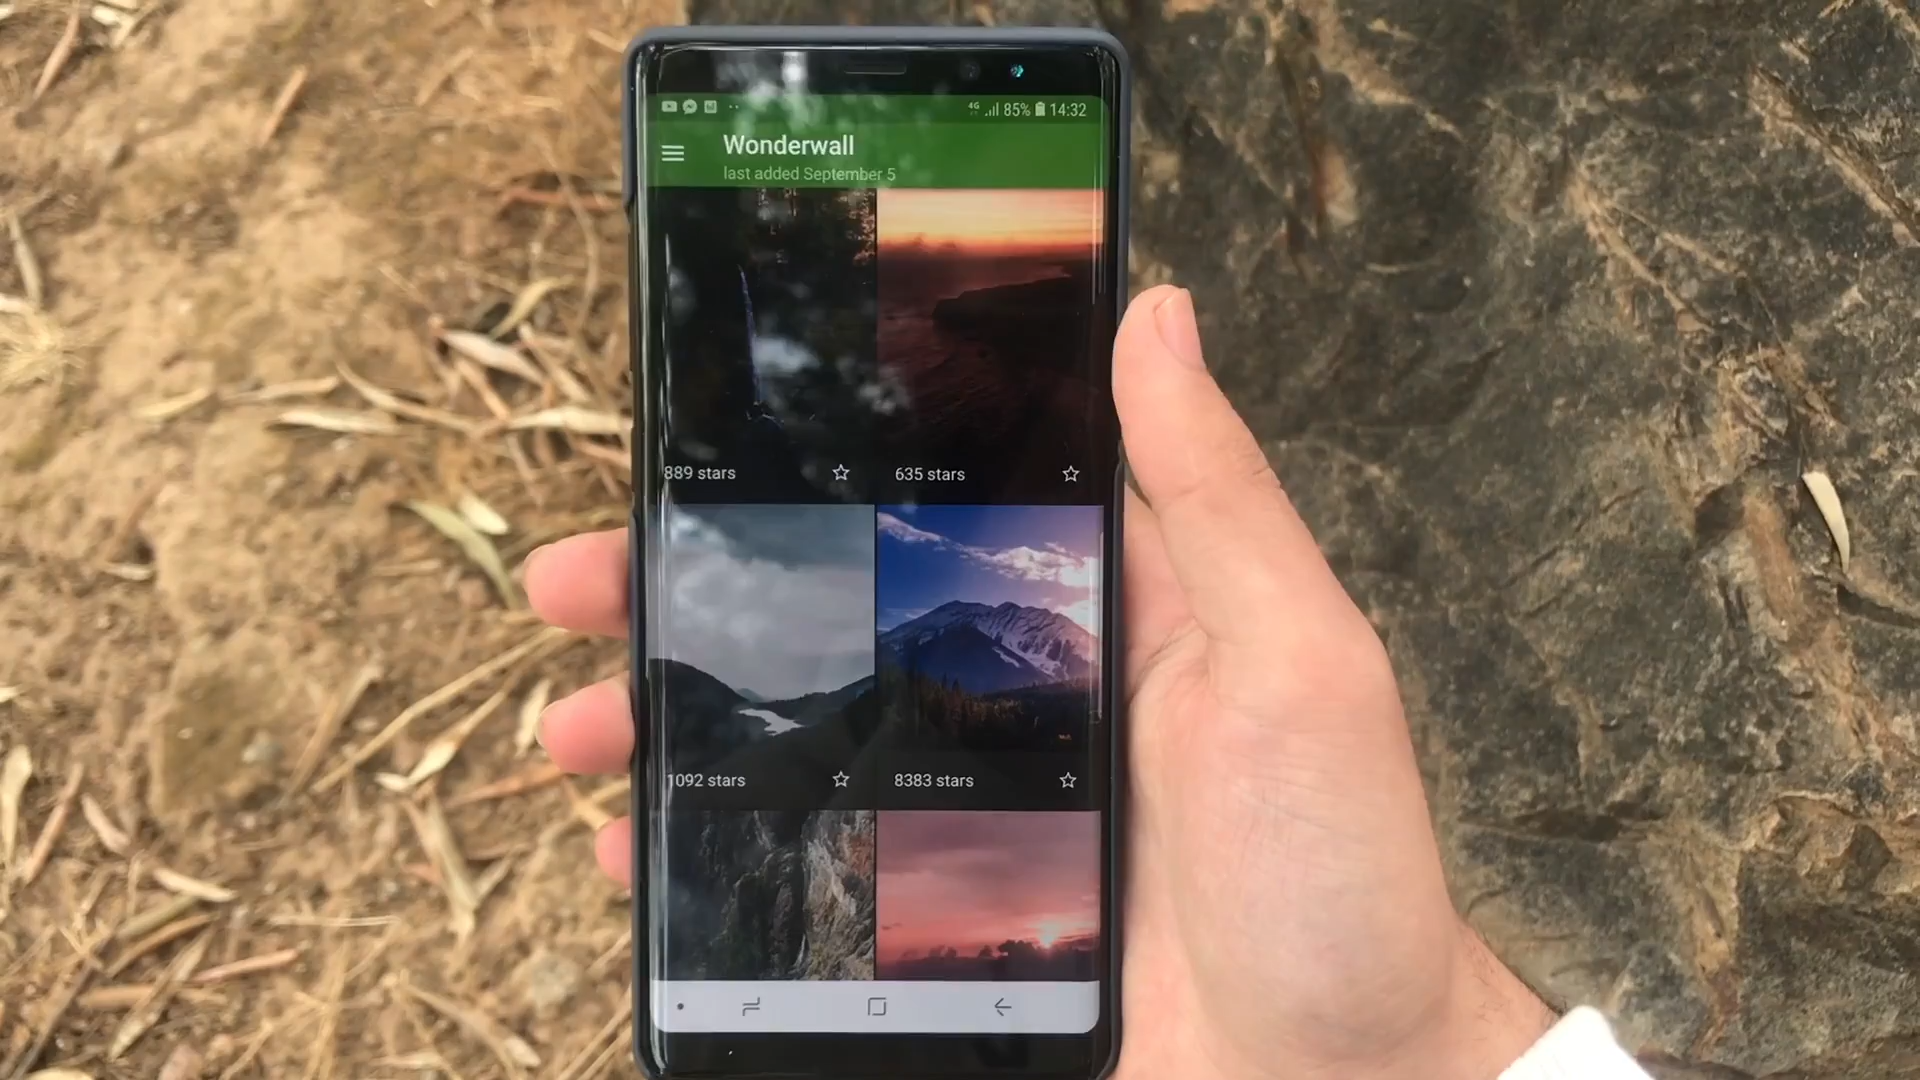 4G 85% 14:32
Wonderwall
last added September 5
889 stars
635 stars
1092 stars
8383 stars